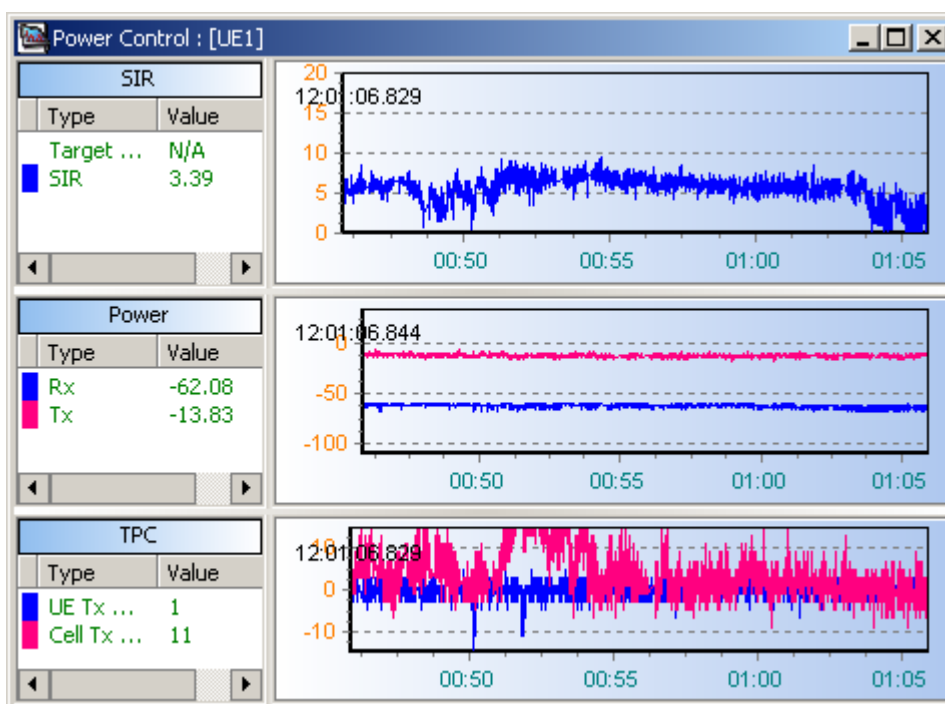 Power Control : [UE1]
SIR
Type Value
Target ... N/A
SIR 3.39
20
12:01:06.829
15
10
5
0
00:50 00:55 01:00 01:05
Power
Type Value
Rx -62.08
Tx -13.83
12:01:06.844
0
-50
-100
00:50 00:55 01:00 01:05
TPC
Type Value
UE Tx ... 1
Cell Tx ... 11
10
12:01:06.829
0
-10
00:50 00:55 01:00 01:05